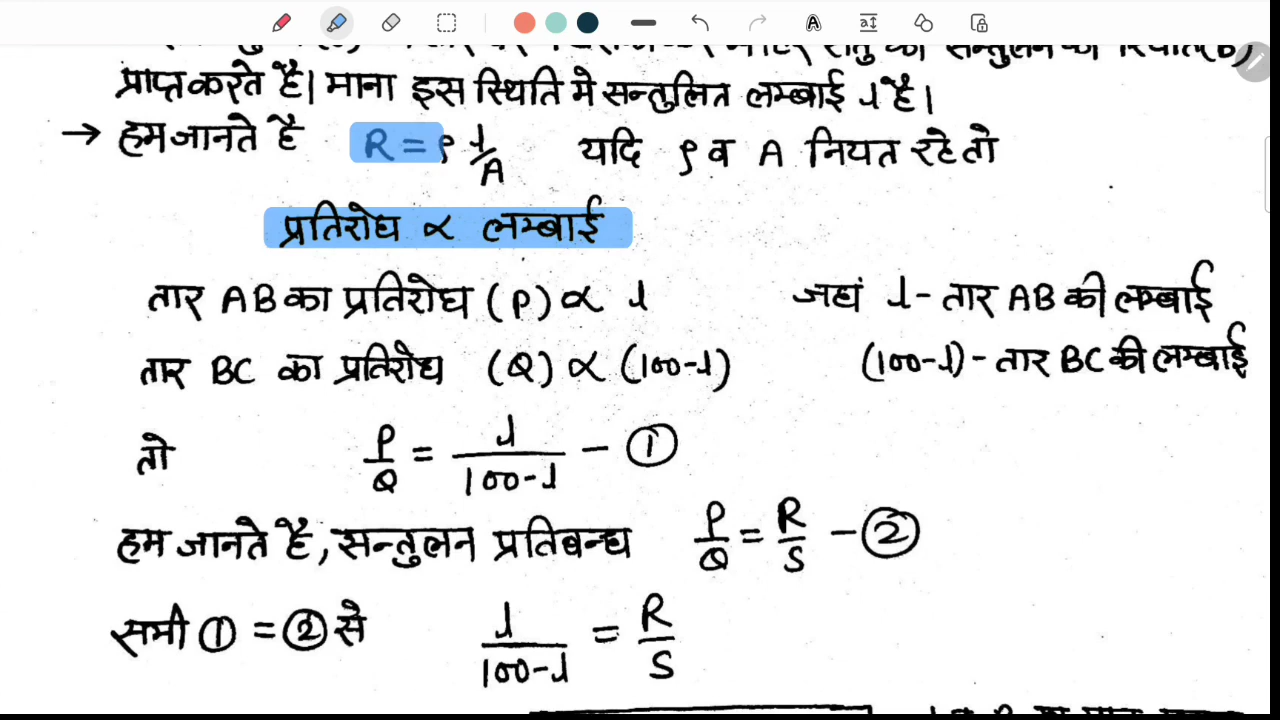 प्राप्त करते है। माना इस स्थिति मे सन्तुलित लम्बाई l है।
→ हम जानते है R = ρ l/A यदि ρ व A नियत रहे तो
प्रतिरोध ∝ लम्बाई
तार AB का प्रतिरोध (P) ∝ l जहां l - तार AB की लम्बाई
तार BC का प्रतिरोध (Q) ∝ (100-l) (100-l) - तार BC की लम्बाई
तो P/Q = l/(100-l) - ①
हम जानते है, सन्तुलन प्रतिबन्ध P/Q = R/S - ②
समी ① = ② से l/(100-l) = R/S